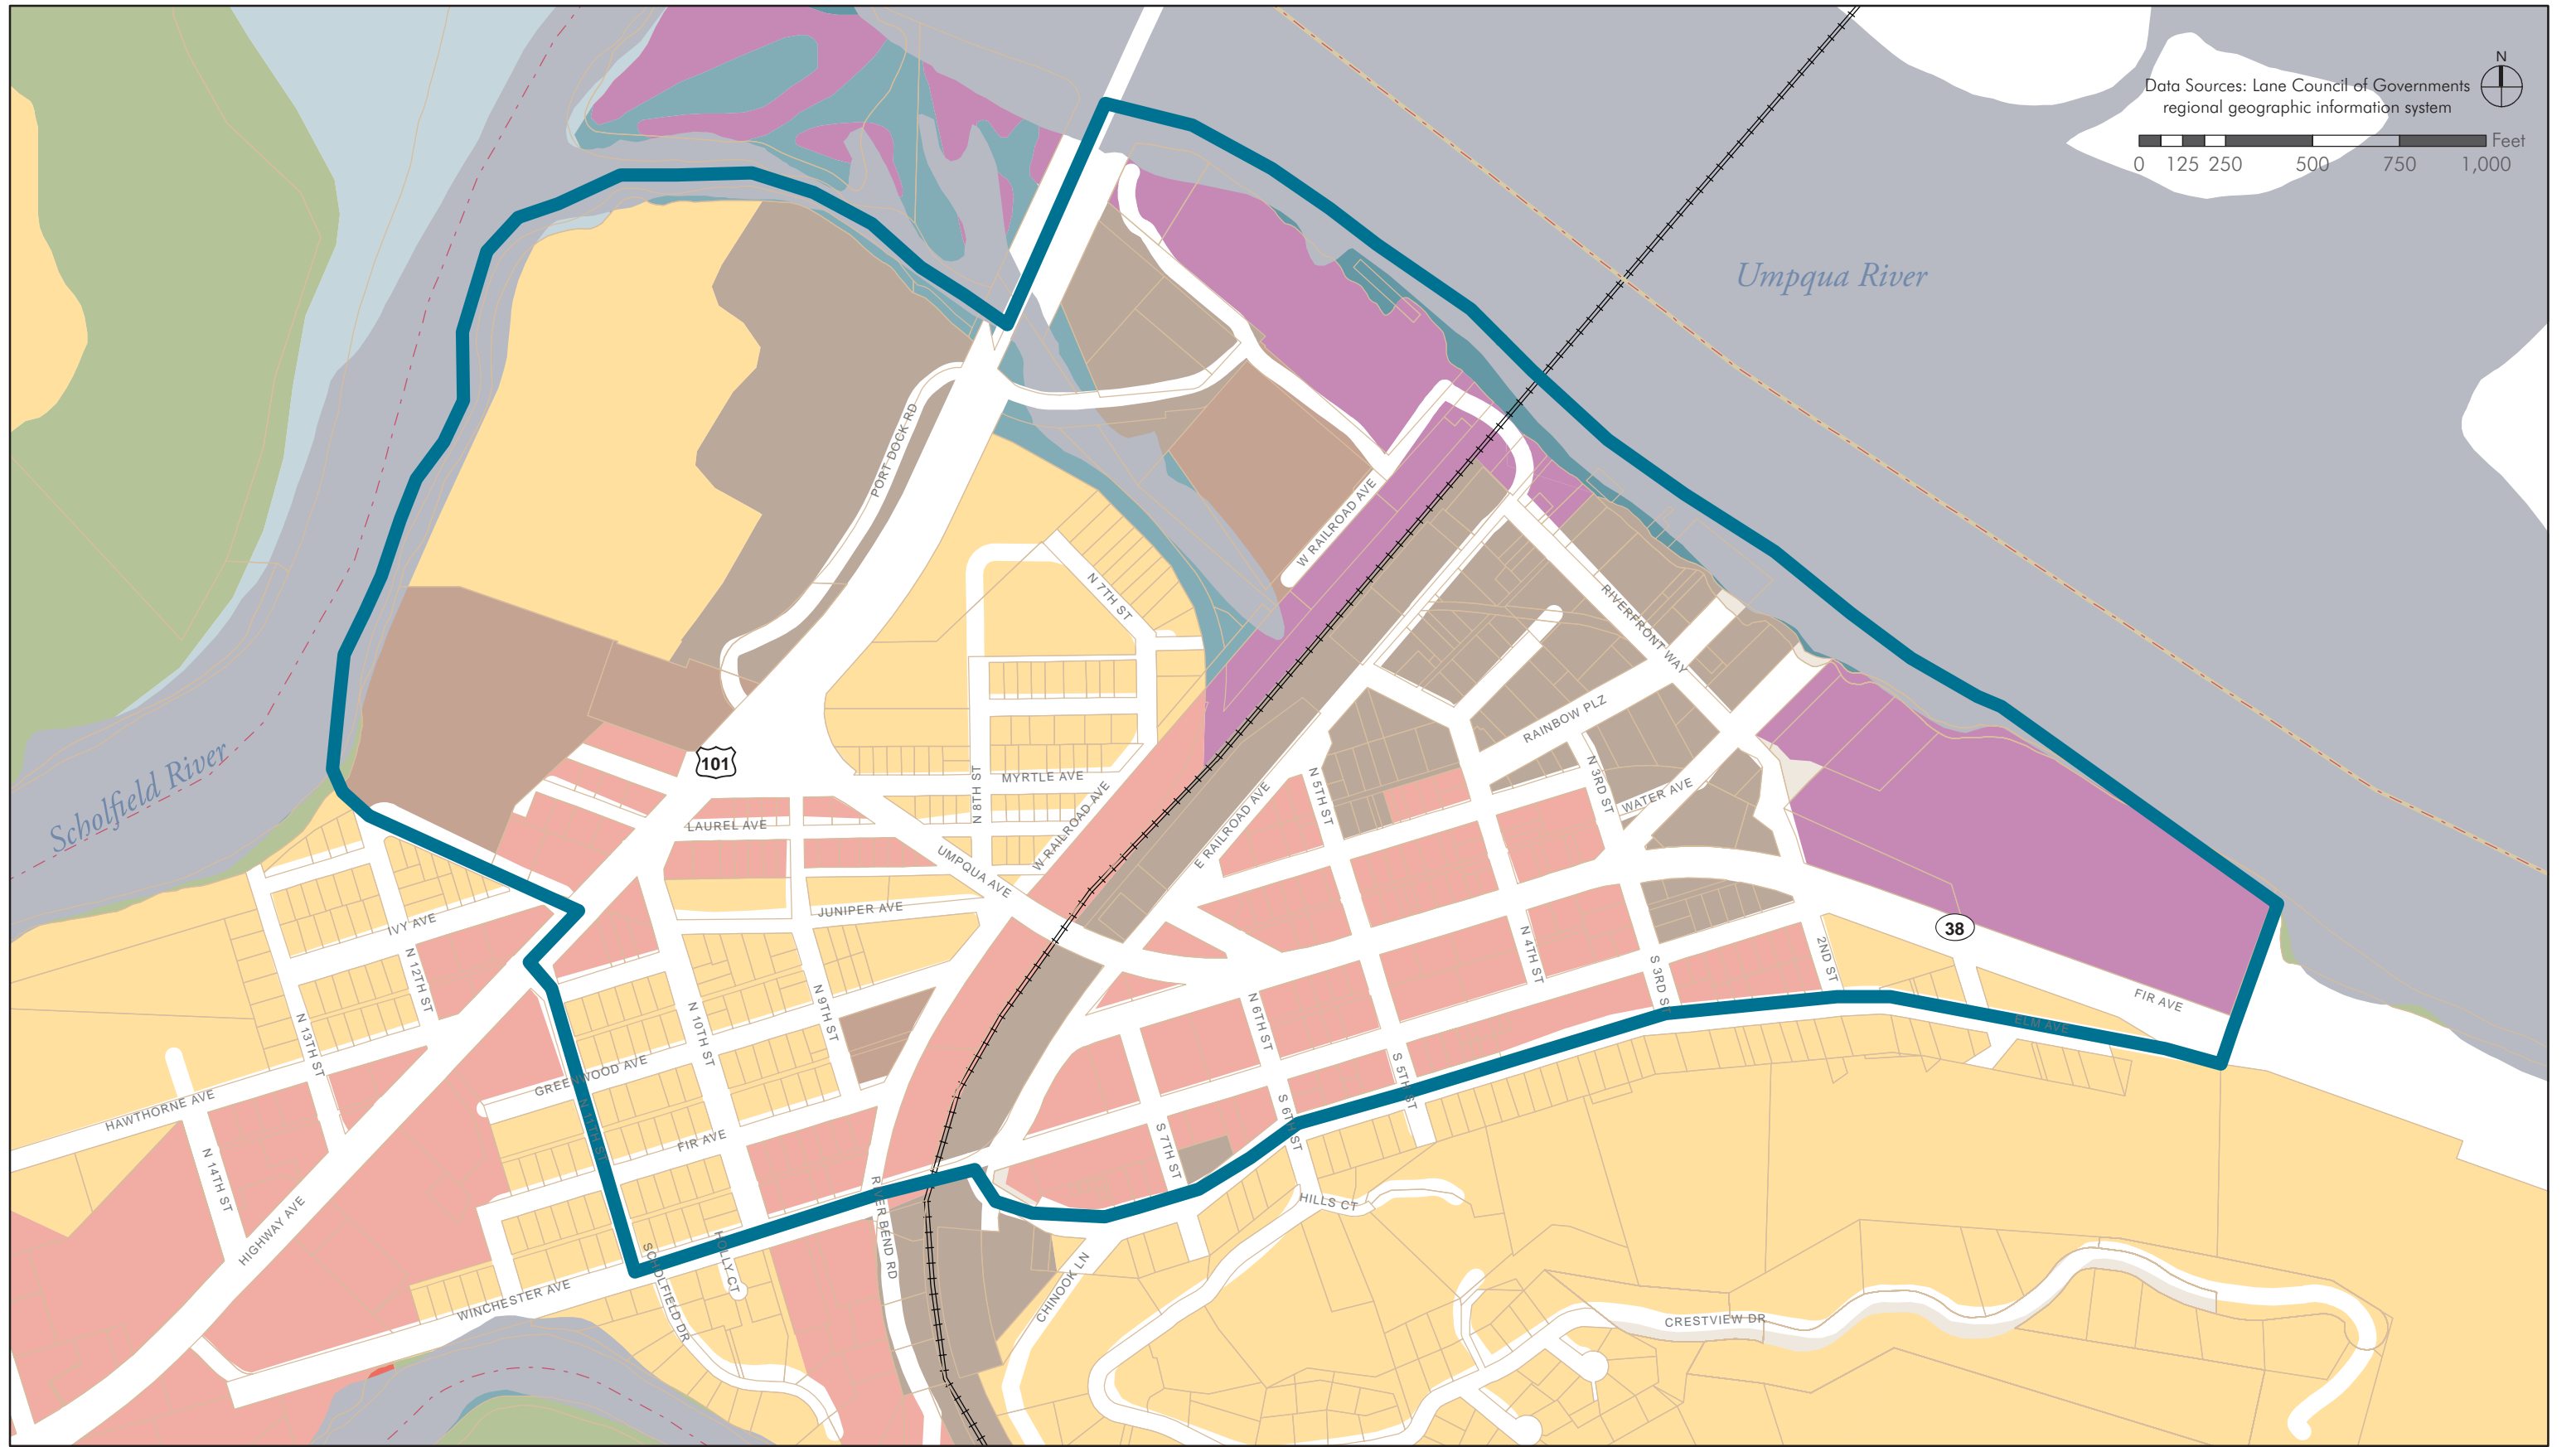 N
Data Sources: Lane Council of Governments
regional geographic information system
Feet
0 125 250 500 750 1,000
Umpqua River
PORT DOCK RD
W RAILROAD AVE
N 7TH ST
RIVERFRONT WAY
RAINBOW PLZ
101
Scholfield River
MYRTLE AVE
N 8TH ST
N 5TH ST
N 3RD ST
WATER AVE
LAUREL AVE
W RAILROAD AVE
E RAILROAD AVE
UMPQUA AVE
JUNIPER AVE
IVY AVE
38
N 12TH ST
N 4TH ST
2ND ST
S 3RD ST
N 10TH ST
N 9TH ST
N 6TH ST
FIR AVE
ELM AVE
N 13TH ST
GREENWOOD AVE
S 5TH ST
HAWTHORNE AVE
N 11TH ST
FIR AVE
S 6TH ST
S 7TH ST
N 14TH ST
RIVER BEND RD
HILLS CT
HIGHWAY AVE
SCHOLFIELD DR
HOLLY CT
CHINOOK LN
WINCHESTER AVE
CRESTVIEW DR